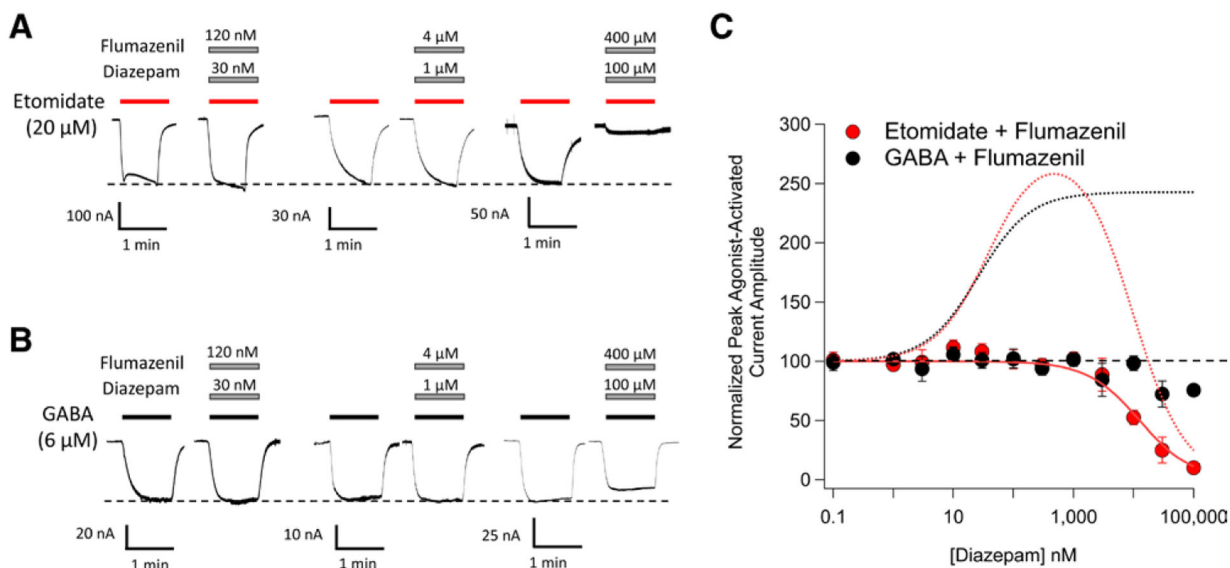 A
Flumazenil 120 nM 4 µM 400 µM
Diazepam 30 nM 1 µM 100 µM
Etomidate
(20 µM)
100 nA 30 nA 50 nA
1 min 1 min 1 min
B
Flumazenil 120 nM 4 µM 400 µM
Diazepam 30 nM 1 µM 100 µM
GABA
(6 µM)
20 nA 10 nA 25 nA
1 min 1 min 1 min
C
Normalized Peak Agonist-Activated
Current Amplitude
300
250
200
150
100
50
0
Etomidate + Flumazenil
GABA + Flumazenil
0.1 10 1,000 100,000
[Diazepam] nM